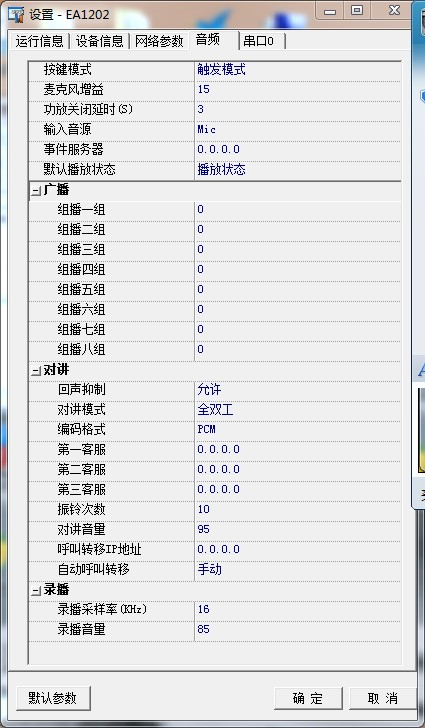 设置 - EA1202
运行信息 设备信息 网络参数 音频 串口0
按键模式 触发模式
麦克风增益 15
功放关闭延时(S) 3
输入音源 Mic
事件服务器 0.0.0.0
默认播放状态 播放状态
广播
组播一组 0
组播二组 0
组播三组 0
组播四组 0
组播五组 0
组播六组 0
组播七组 0
组播八组 0
对讲
回声抑制 允许
对讲模式 全双工
编码格式 PCM
第一客服 0.0.0.0
第二客服 0.0.0.0
第三客服 0.0.0.0
振铃次数 10
对讲音量 95
呼叫转移IP地址 0.0.0.0
自动呼叫转移 手动
录播
录播采样率(KHz) 16
录播音量 85
默认参数 确 定 取 消